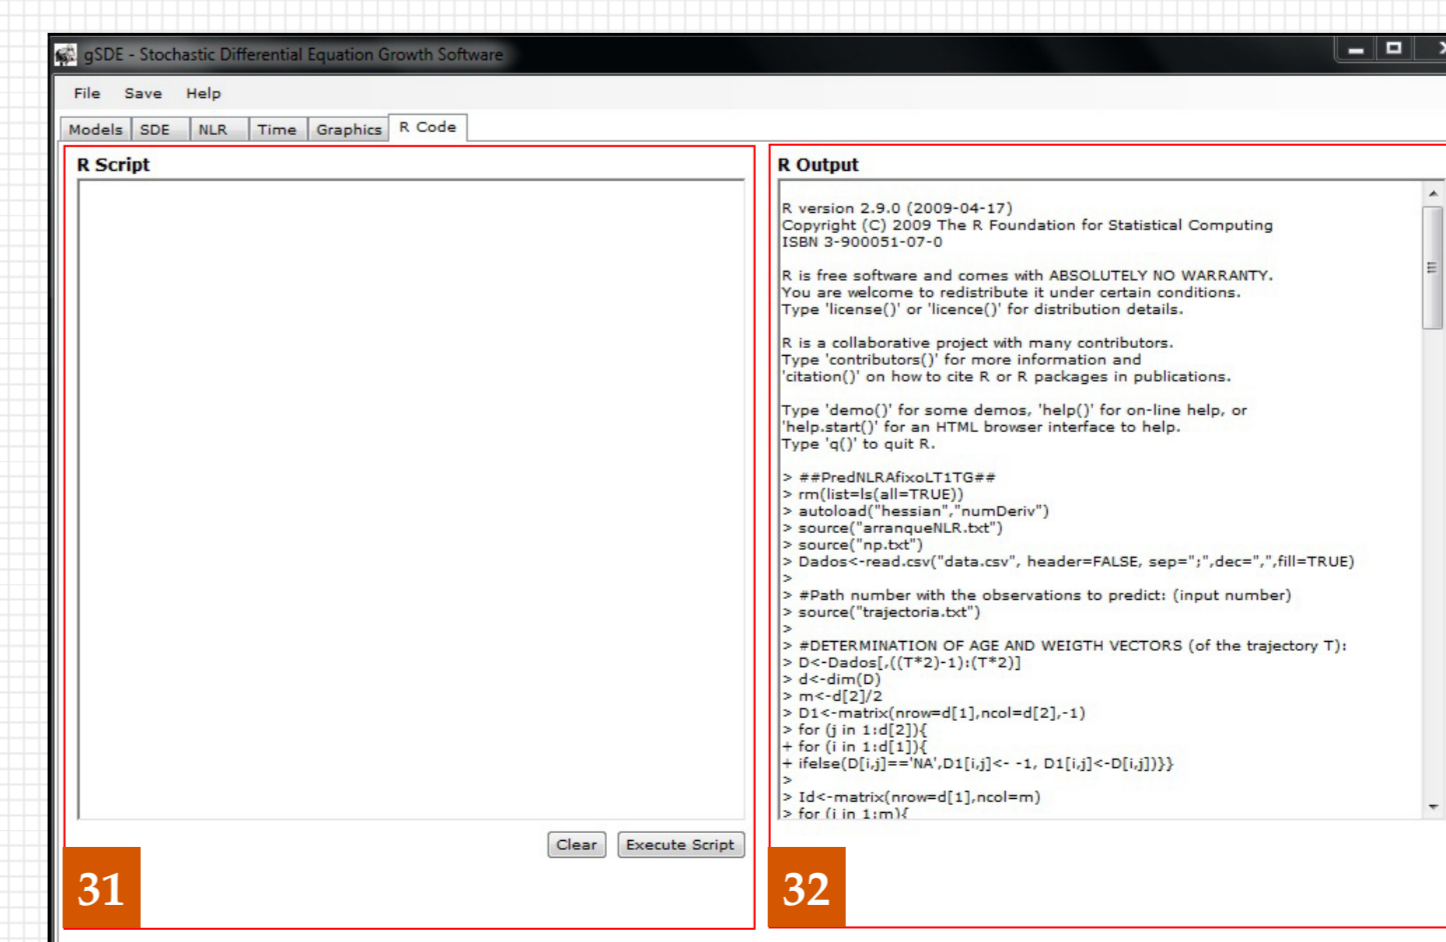 gSDE - Stochastic Differential Equation Growth Software
File Save Help
Models SDE NLR Time Graphics R Code
R Script
Clear Execute Script
31
R Output
R version 2.9.0 (2009-04-17)
Copyright (C) 2009 The R Foundation for Statistical Computing
ISBN 3-900051-07-0
R is free software and comes with ABSOLUTELY NO WARRANTY.
You are welcome to redistribute it under certain conditions.
Type 'license()' or 'licence()' for distribution details.
R is a collaborative project with many contributors.
Type 'contributors()' for more information and
'citation()' on how to cite R or R packages in publications.
Type 'demo()' for some demos, 'help()' for on-line help, or
'help.start()' for an HTML browser interface to help.
Type 'q()' to quit R.
> ##PredNLRAfixoLT1TG##
> rm(list=ls(all=TRUE))
> autoload("hessian","numDeriv")
> source("arranqueNLR.txt")
> source("np.txt")
> Dados<-read.csv("data.csv", header=FALSE, sep=";",dec=",",fill=TRUE)
>
> #Path number with the observations to predict: (input number)
> source("trajectoria.txt")
>
> #DETERMINATION OF AGE AND WEIGTH VECTORS (of the trajectory T):
> D<-Dados[,((T*2)-1):(T*2)]
> d<-dim(D)
> m<-d[2]/2
> D1<-matrix(nrow=d[1],ncol=d[2],-1)
> for (j in 1:d[2]){
+ for (i in 1:d[1]){
+ ifelse(D[i,j]=='NA',D1[i,j]<- -1, D1[i,j]<-D[i,j])}}
>
> Id<-matrix(nrow=d[1],ncol=m)
> for (i in 1:m){
32